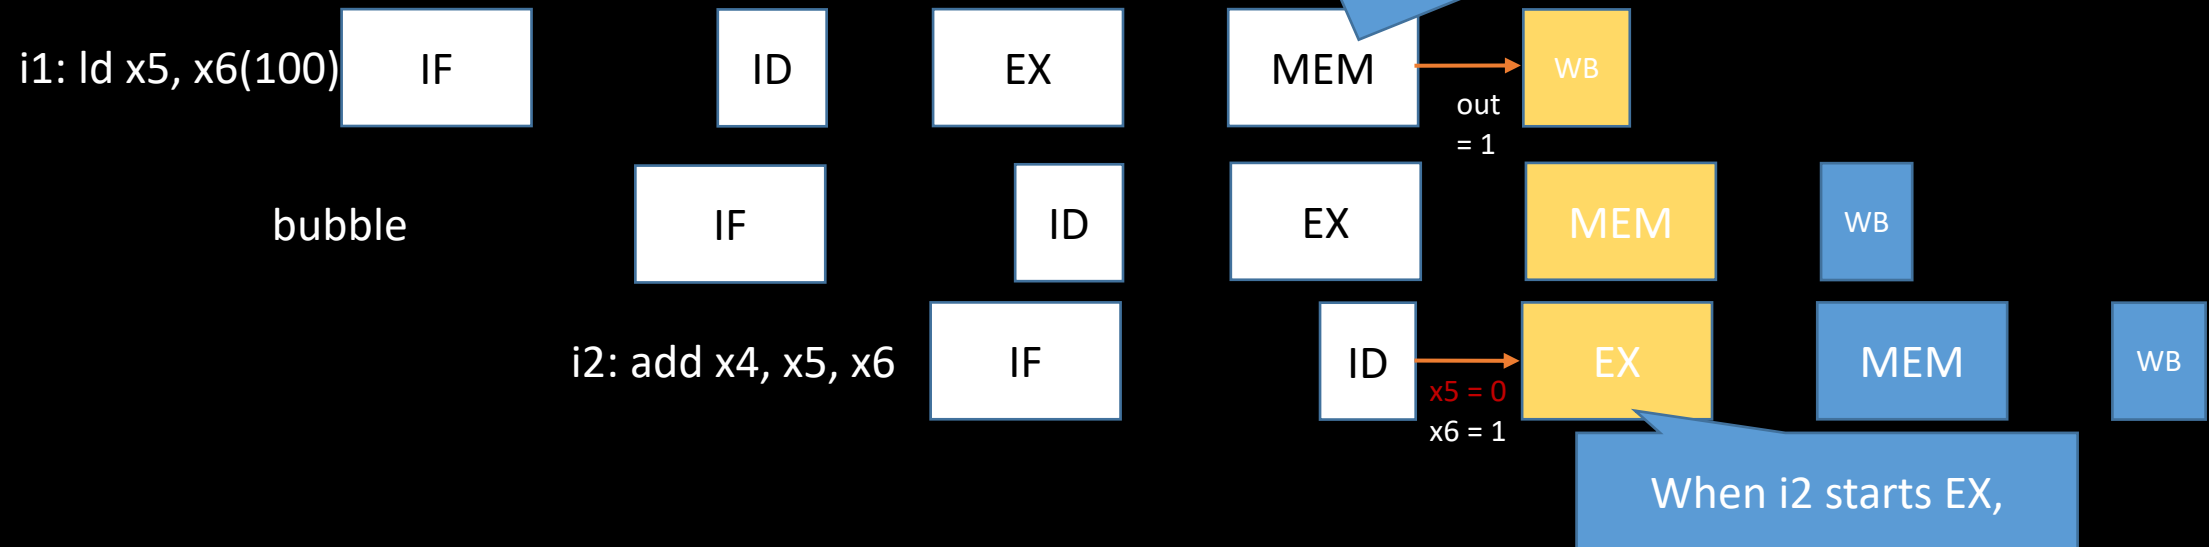 i1: ld x5, x6(100) IF ID EX MEM WB
out
= 1
bubble IF ID EX MEM WB
i2: add x4, x5, x6 IF ID EX MEM WB
x5 = 0
x6 = 1
When i2 starts EX,